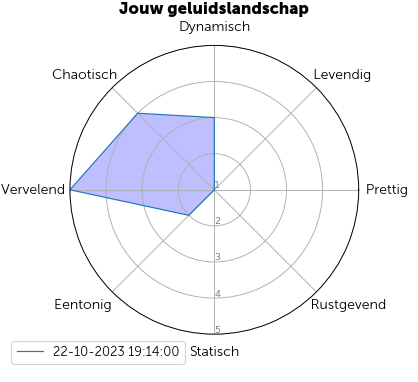 Jouw geluidslandschap
Dynamisch
Chaotisch
Levendig
Vervelend
1
Prettig
2
3
4
Eentonig
Rustgevend
5
22-10-2023 19:14:00
Statisch